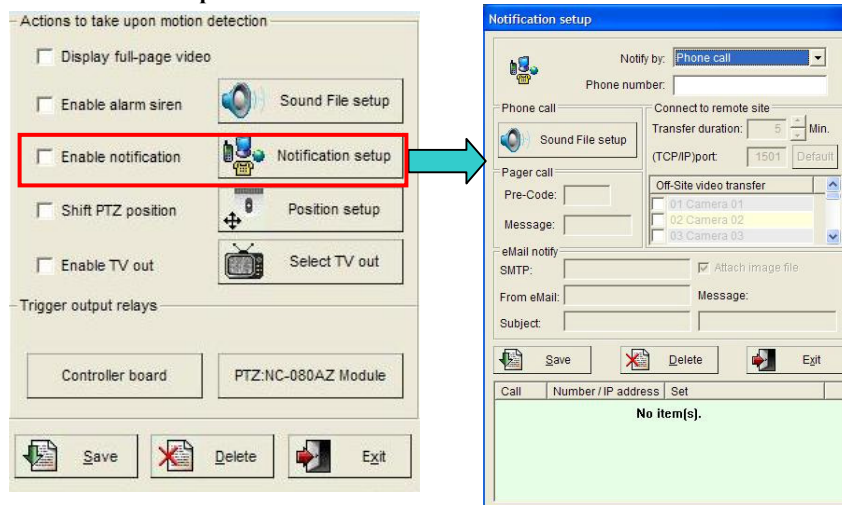 Actions to take upon motion detection
Display full-page video
Enable alarm siren
Sound File setup
Enable notification
Notification setup
Shift PTZ position
Position setup
Enable TV out
Select TV out
Trigger output relays
Controller board
PTZ:NC-080AZ Module
Save
Delete
Exit
Notification setup
Notify by: Phone call
Phone number:
Phone call
Sound File setup
Connect to remote site
Transfer duration: 5 Min.
(TCP/IP)port: 1501 Default
Off-Site video transfer
01 Camera 01
02 Camera 02
03 Camera 03
Pager call
Pre-Code:
Message:
eMail notify
SMTP:
Attach image file
From eMail:
Message:
Subject:
Save
Delete
Exit
Call Number / IP address Set
No item(s).